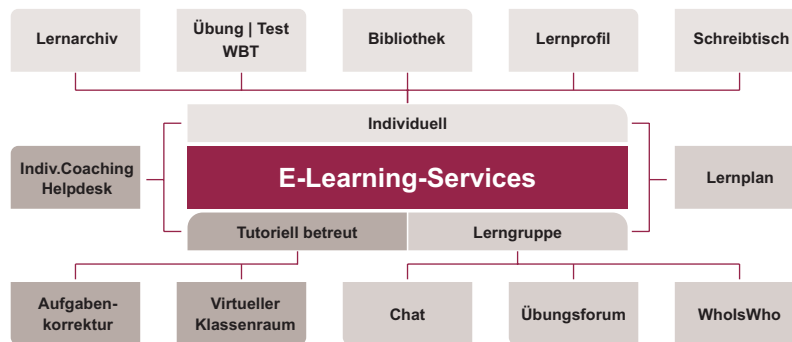 Lernarchiv
Übung | Test
WBT
Bibliothek
Lernprofil
Schreibtisch
Individuell
Indiv.Coaching
Helpdesk
E-Learning-Services
Lernplan
Tutoriell betreut
Lerngruppe
Aufgaben-
korrektur
Virtueller
Klassenraum
Chat
Übungsforum
WhoIsWho